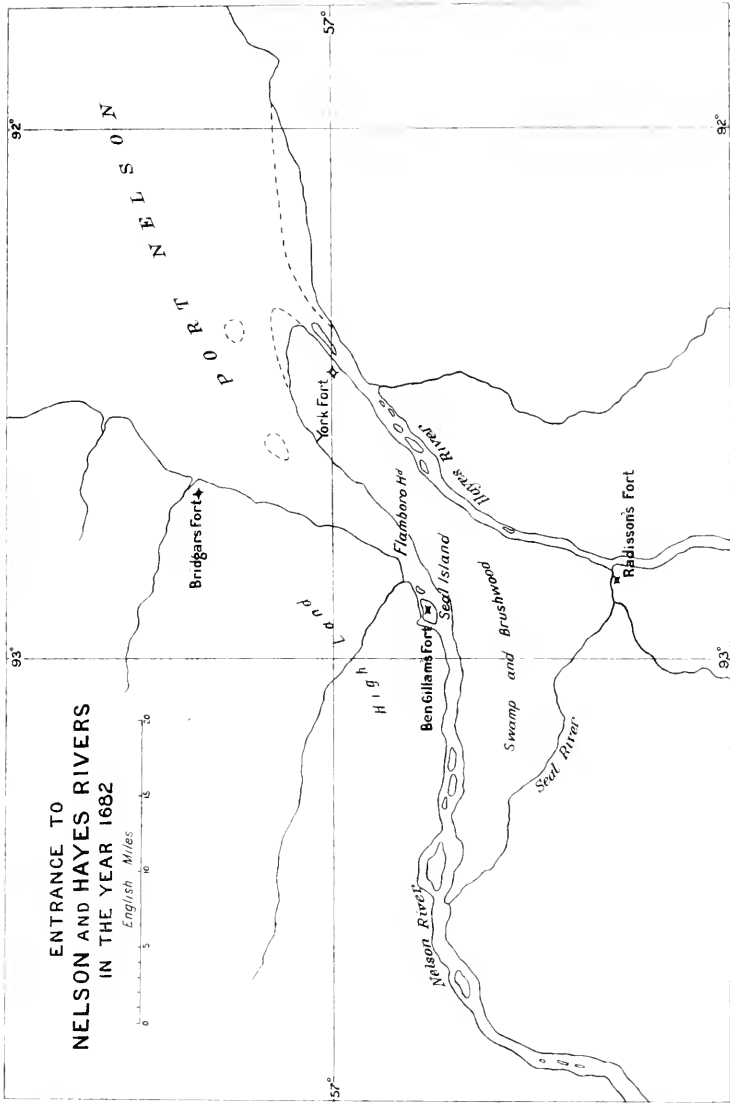 ENTRANCE TO
NELSON AND HAYES RIVERS
IN THE YEAR 1682
English Miles
0 5 10 15 20
92°
93°
57°
57°
92°
93°
PORT NELSON
Bridgars Fort
York Fort
High Land
Flamboro Hd
Hayes River
Ben Gillams Fort
Seal Island
Swamp and Brushwood
Radisson's Fort
Seal River
Nelson River